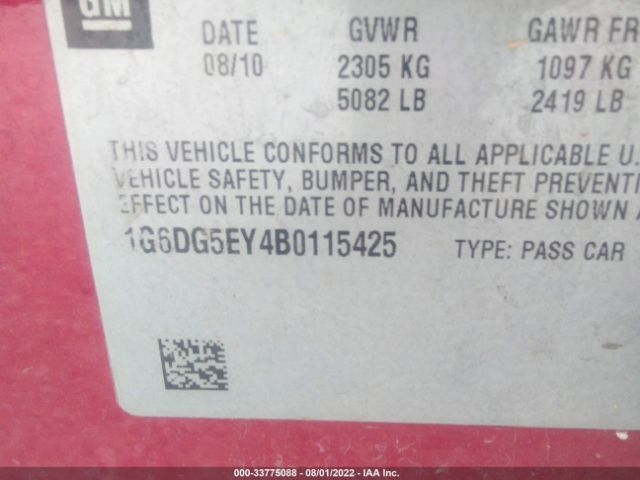 GM
DATE GVWR GAWR FR
08/10 2305 KG 1097 KG
5082 LB 2419 LB
THIS VEHICLE CONFORMS TO ALL APPLICABLE U.
VEHICLE SAFETY, BUMPER, AND THEFT PREVENTI
EFFECT ON THE DATE OF MANUFACTURE SHOWN A
1G6DG5EY4B0115425 TYPE: PASS CAR
000-33775088 - 08/01/2022 - IAA Inc.